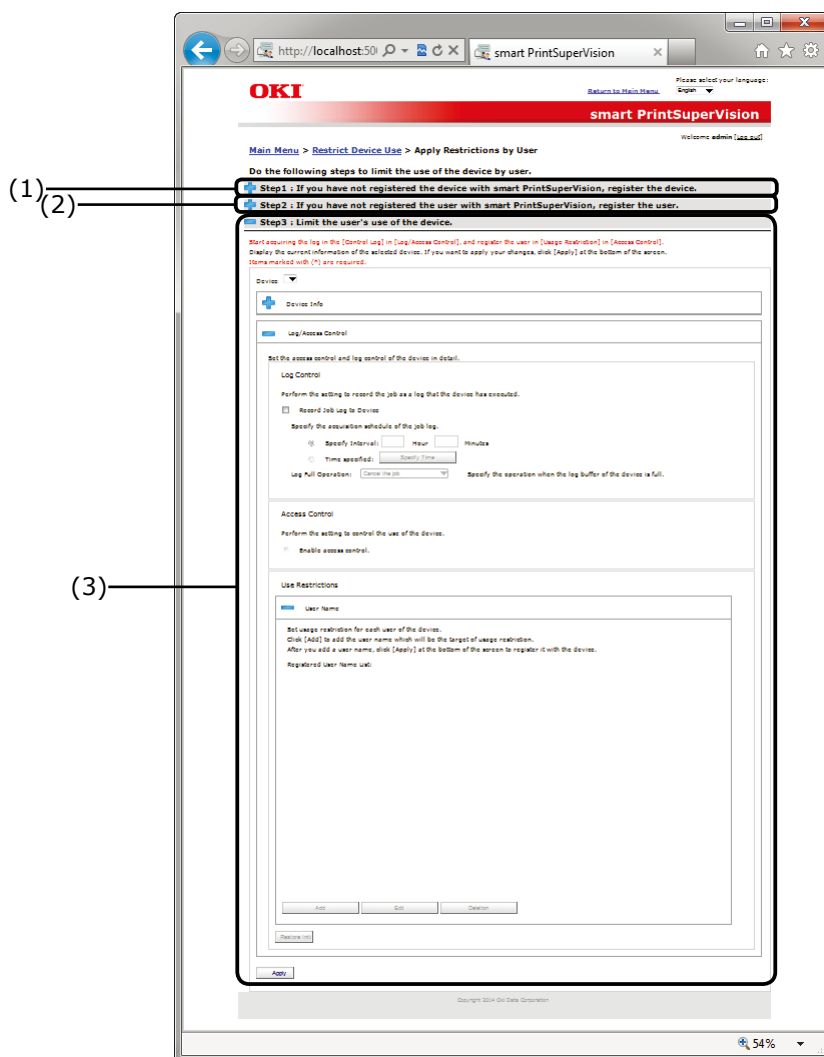 http://localhost:50
smart PrintSuperVision
OKI
Return to Main Menu
Please select your language:
English
smart PrintSuperVision
Welcome admin [Log out]
Main Menu > Restrict Device Use > Apply Restrictions by User
Do the following steps to limit the use of the device by user.
(1)
Step1 : If you have not registered the device with smart PrintSuperVision, register the device.
(2)
Step2 : If you have not registered the user with smart PrintSuperVision, register the user.
Step3 : Limit the user's use of the device.
Start acquiring the log in the [Control Log] in [Log/Access Control], and register the user in [Usage Restriction] in [Access Control].
Display the current information of the selected device. If you want to apply your changes, click [Apply] at the bottom of the screen.
Items marked with (*) are required.
Device
Device Info
Log/Access Control
Set the access control and log control of the device in detail.
Log Control
Perform the setting to record the job as a log that the device has executed.
Record Job Log to Device
Specify the acquisition schedule of the job log.
Specify Interval: Hour Minutes
Time specified: Specify Time
Log Full Operation: Cancel the job Specify the operation when the log buffer of the device is full.
Access Control
Perform the setting to control the use of the device.
Enable access control.
(3)
Use Restrictions
User Name
Set usage restriction for each user of the device.
Click [Add] to add the user name which will be the target of usage restriction.
After you add a user name, click [Apply] at the bottom of the screen to register it with the device.
Registered User Name List:
Add Edit Deletion
Restore Init
Apply
Copyright 2014 Oki Data Corporation
54%